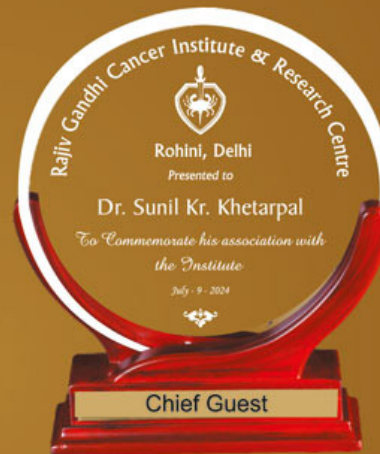 Rajiv Gandhi Cancer Institute & Research Centre
Rohini, Delhi
Presented to
Dr. Sunil Kr. Khetarpal
To Commemorate his association with
the Institute
July - 9 - 2024
Chief Guest